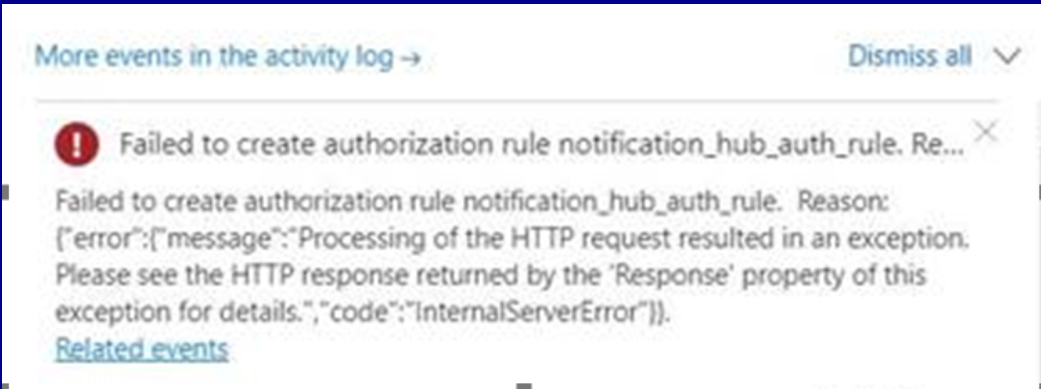 More events in the activity log →
Dismiss all
Failed to create authorization rule notification_hub_auth_rule. Re...
Failed to create authorization rule notification_hub_auth_rule.  Reason:
{"error":{"message":"Processing of the HTTP request resulted in an exception.
Please see the HTTP response returned by the 'Response' property of this
exception for details.","code":"InternalServerError"}}.
Related events